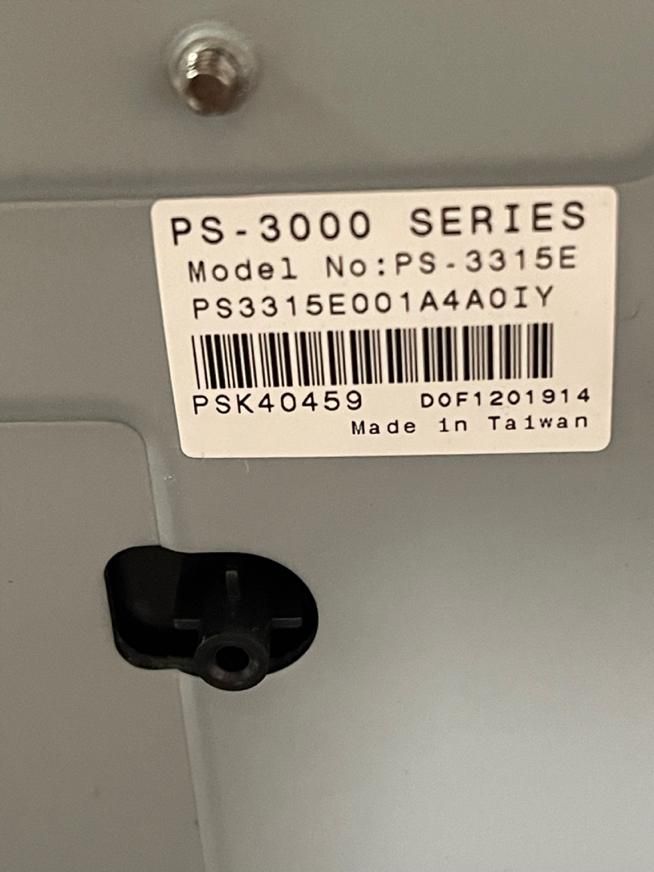 PS-3000 SERIES
Model No:PS-3315E
PS3315E001A4A0IY
PSK40459 D0F1201914
Made in Taiwan